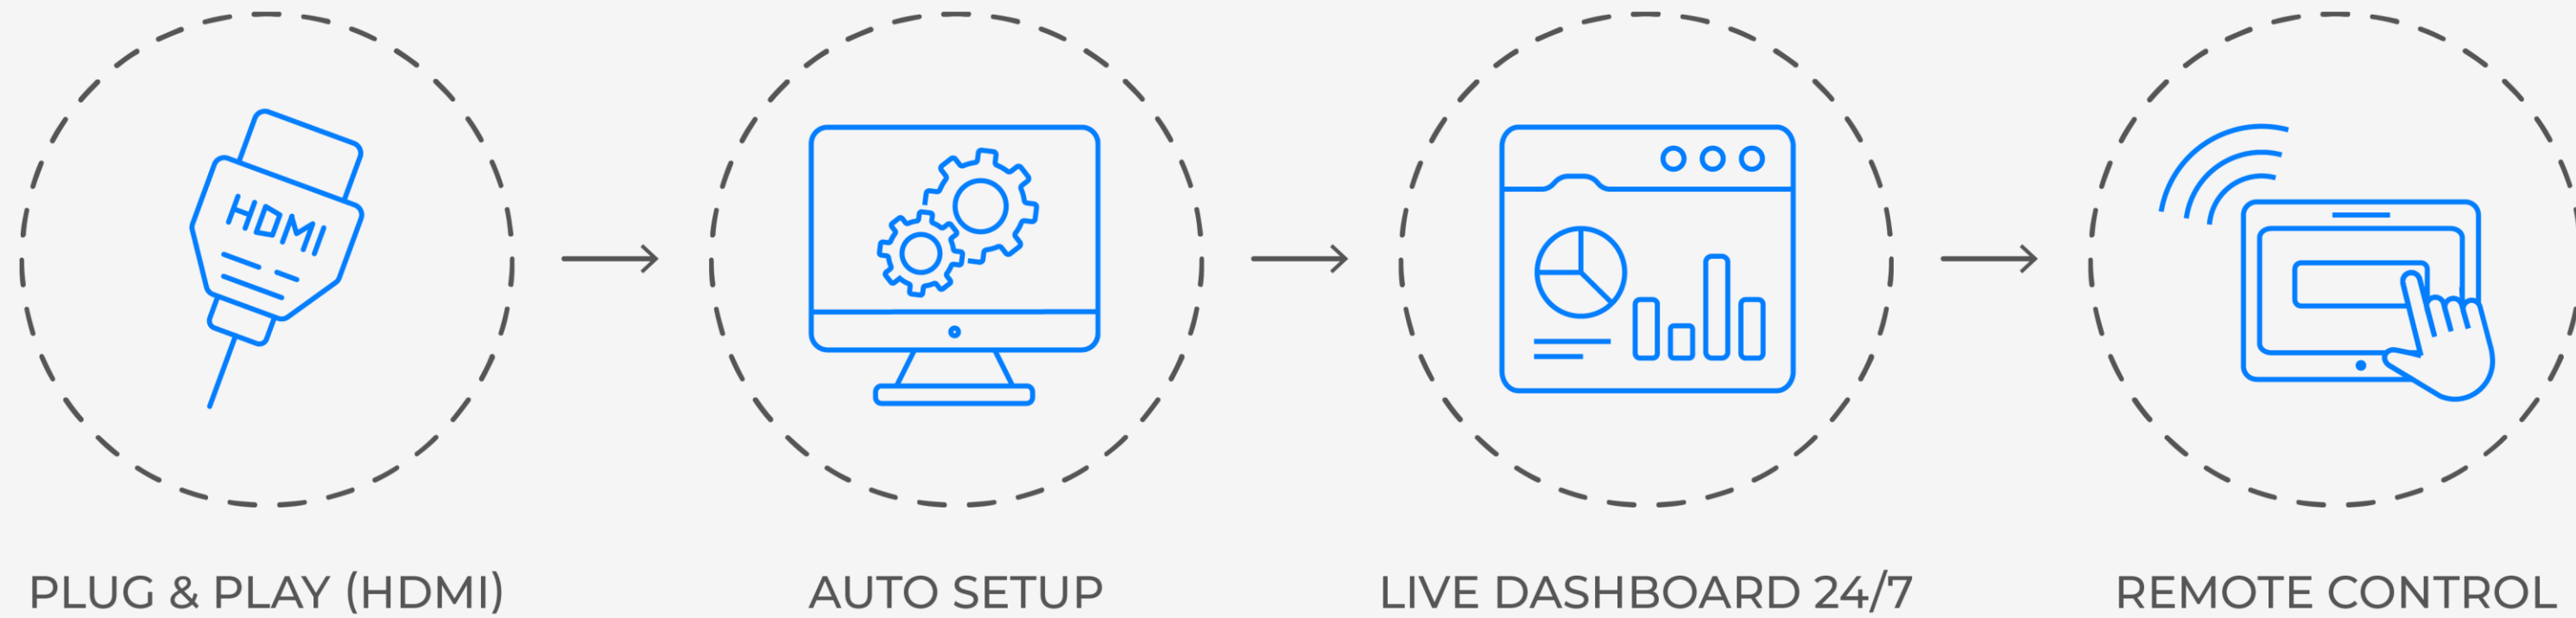 HDMI
PLUG & PLAY (HDMI)
AUTO SETUP
LIVE DASHBOARD 24/7
REMOTE CONTROL